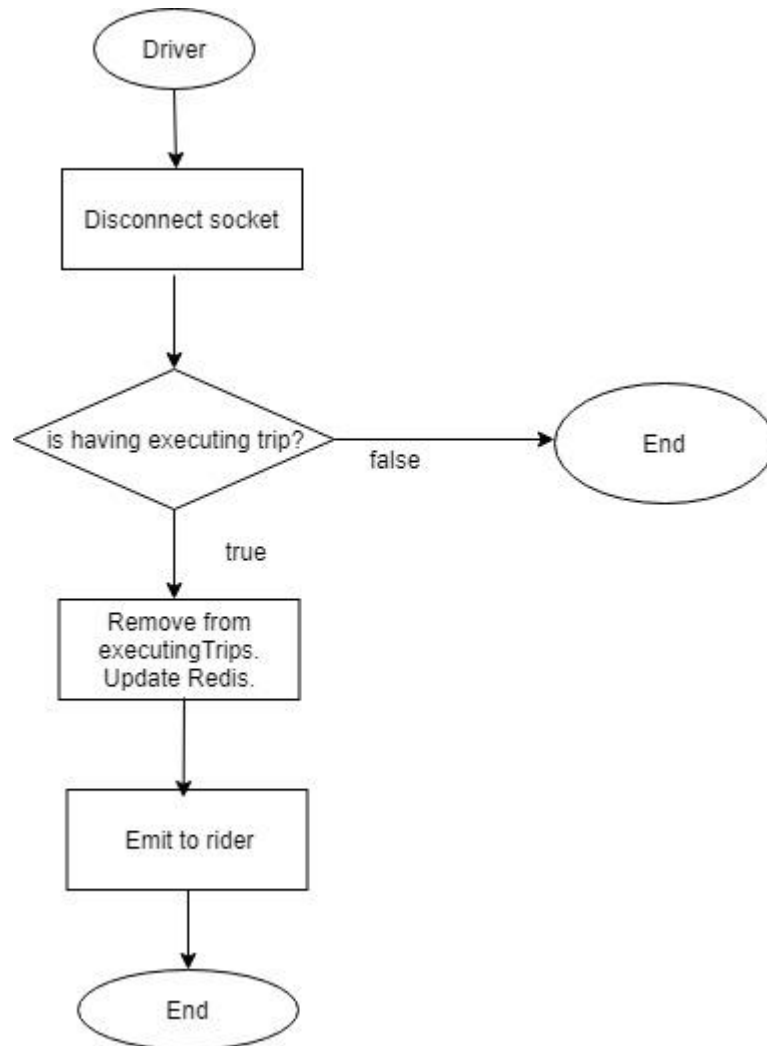 Driver
Disconnect socket
is having executing trip?
false
End
true
Remove from
executingTrips.
Update Redis.
Emit to rider
End